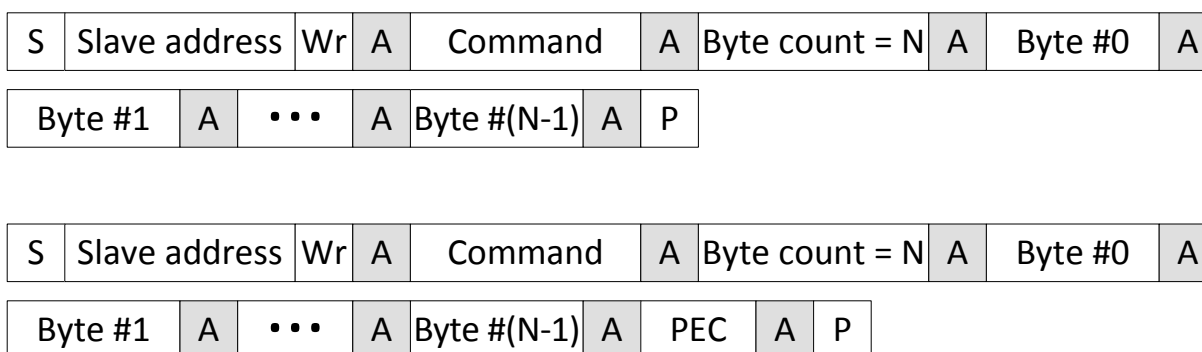 S Slave address Wr A Command A Byte count = N A Byte #0 A
Byte #1 A ••• A Byte #(N-1) A P
S Slave address Wr A Command A Byte count = N A Byte #0 A
Byte #1 A ••• A Byte #(N-1) A PEC A P